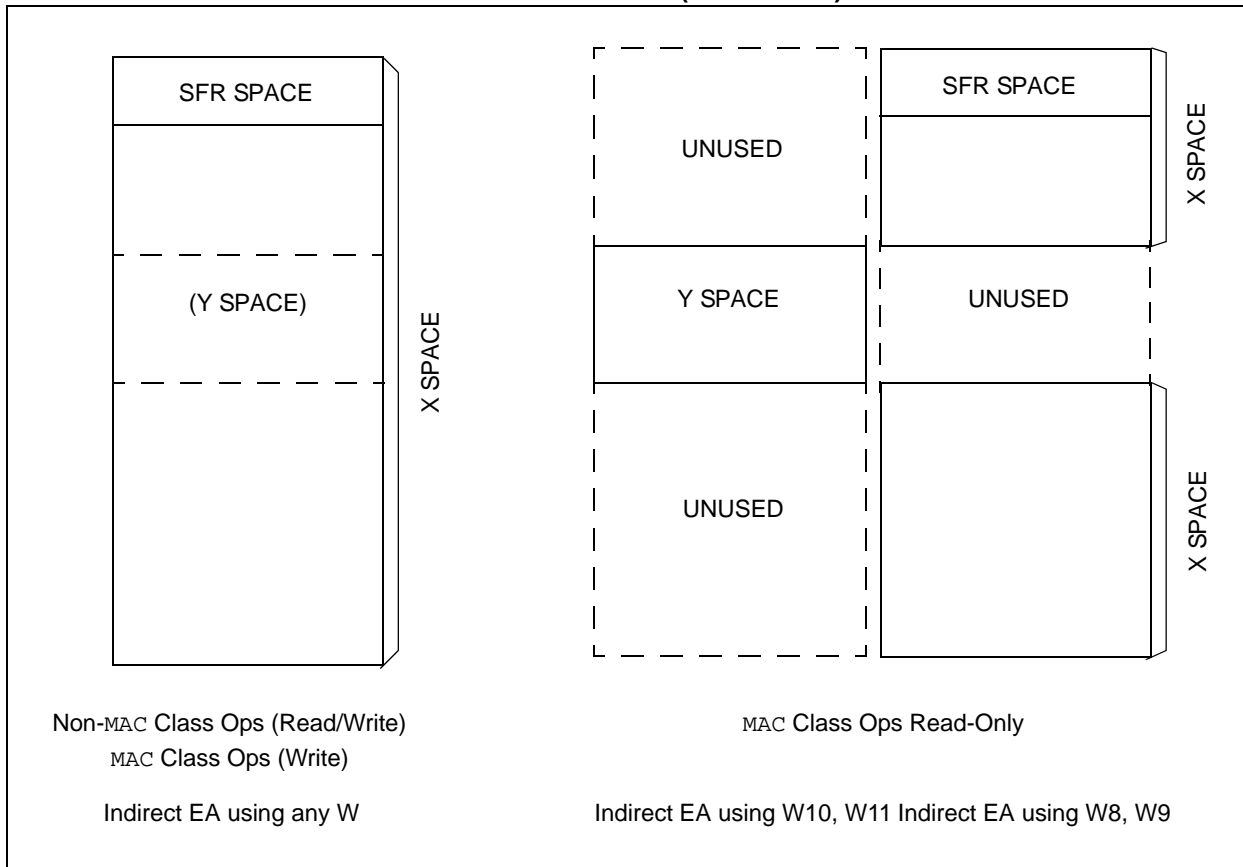 SFR SPACE
(Y SPACE)
X SPACE
UNUSED
Y SPACE
UNUSED
SFR SPACE
UNUSED
X SPACE
X SPACE
Non-MAC Class Ops (Read/Write)
MAC Class Ops (Write)
Indirect EA using any W
MAC Class Ops Read-Only
Indirect EA using W10, W11 Indirect EA using W8, W9